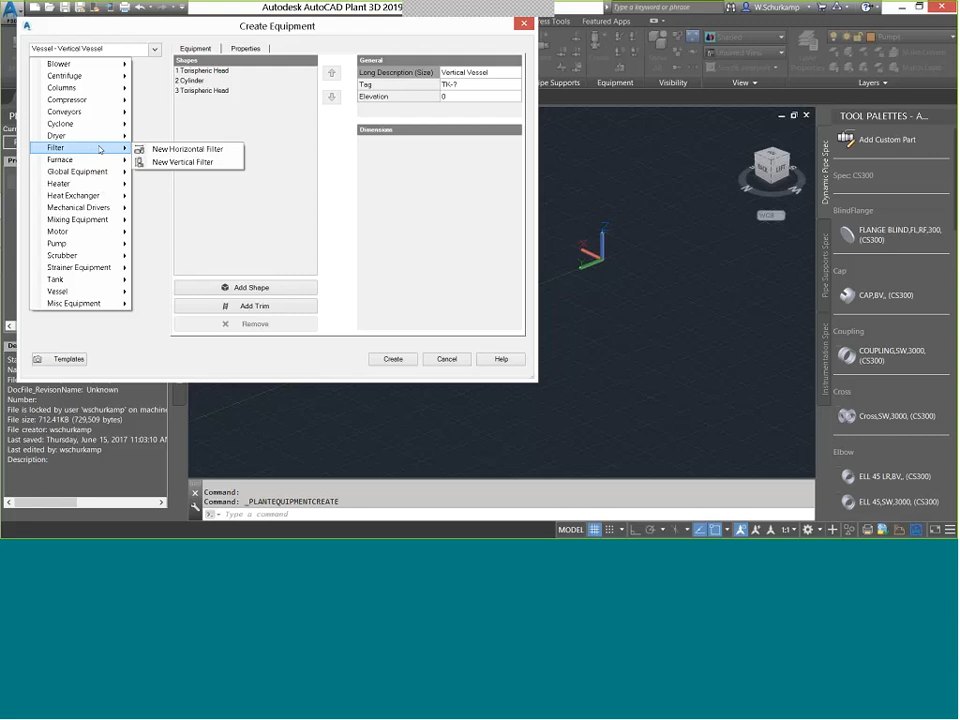 Autodesk AutoCAD Plant 3D 2019
Type a keyword or phrase
W.Schurkamp
Create Equipment
Vessel - Vertical Vessel
Equipment
Properties
Blower
Centrifuge
Columns
Compressor
Conveyors
Cyclone
Dryer
Filter
Furnace
Global Equipment
Heater
Heat Exchanger
Mechanical Drivers
Mixing Equipment
Motor
Pump
Scrubber
Strainer Equipment
Tank
Vessel
Misc Equipment
New Horizontal Filter
New Vertical Filter
Shapes
1 Torispheric Head
2 Cylinder
3 Torispheric Head
General
Long Description (Size)
Vertical Vessel
Tag
TK-?
Elevation
0
Dimensions
Add Shape
Add Trim
Remove
Templates
Create
Cancel
Help
Tools
Featured Apps
Shaded
Pipe Supports
Equipment
Visibility
View
Layers
BACK
LEFT
WCS
X
Z
TOOL PALETTES - A...
Add Custom Part
Spec: CS300
BlindFlange
FLANGE BLIND,FL,RF,300,
(CS300)
Cap
CAP,BV,, (CS300)
Coupling
COUPLING,SW,3000,
(CS300)
Cross
Cross,SW,3000, (CS300)
Elbow
ELL 45 LR,BV,, (CS300)
ELL 45,SW,3000, (CS300)
Dynamic Pipe Spec
Pipe Supports Spec
Instrumentation Spec
DocFile_RevisonName: Unknown
Number:
File is locked by user 'wschurkamp' on machin
File size: 712.41KB (729,509 bytes)
File creator: wschurkamp
Last saved: Thursday, June 15, 2017 11:03:10 AM
Last edited by: wschurkamp
Description:
Command:
Command: _PLANTEQUIPMENTCREATE
Type a command
MODEL
1:1